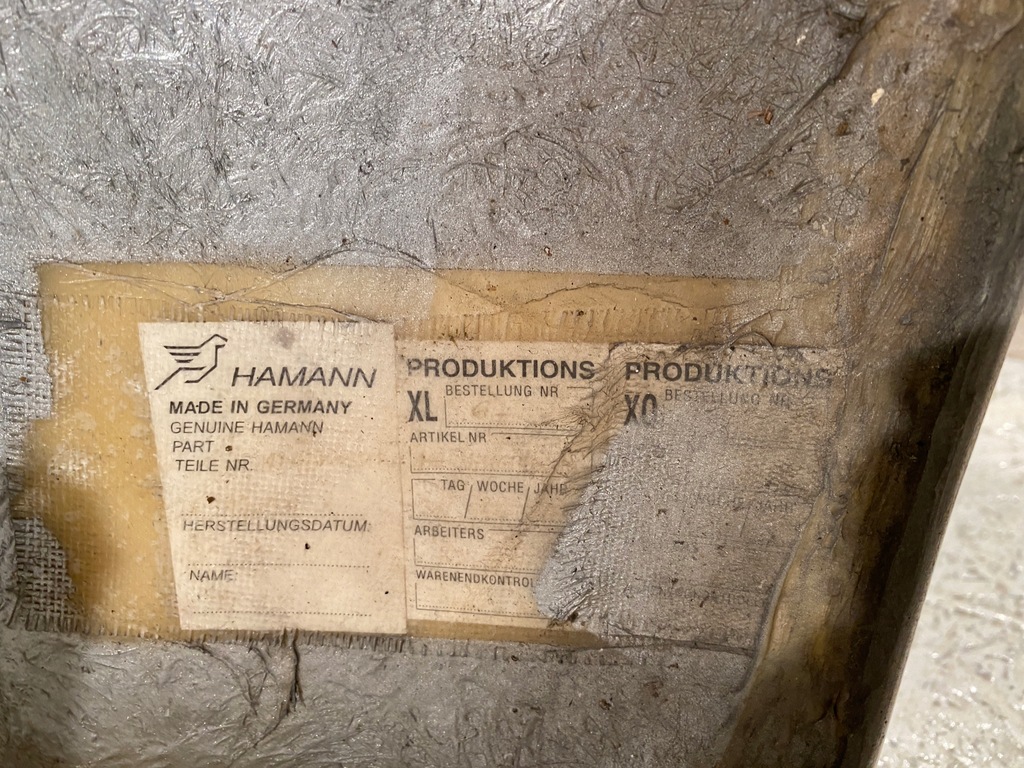 HAMANN
MADE IN GERMANY
GENUINE HAMANN
PART
TEILE NR.
HERSTELLUNGSDATUM:
NAME:
PRODUKTIONS
XL BESTELLUNG NR
ARTIKEL NR
TAG / WOCHE / JAHR
ARBEITERS
WARENENDKONTROL
PRODUKTIONS
BESTELLUNG NR
JAHR